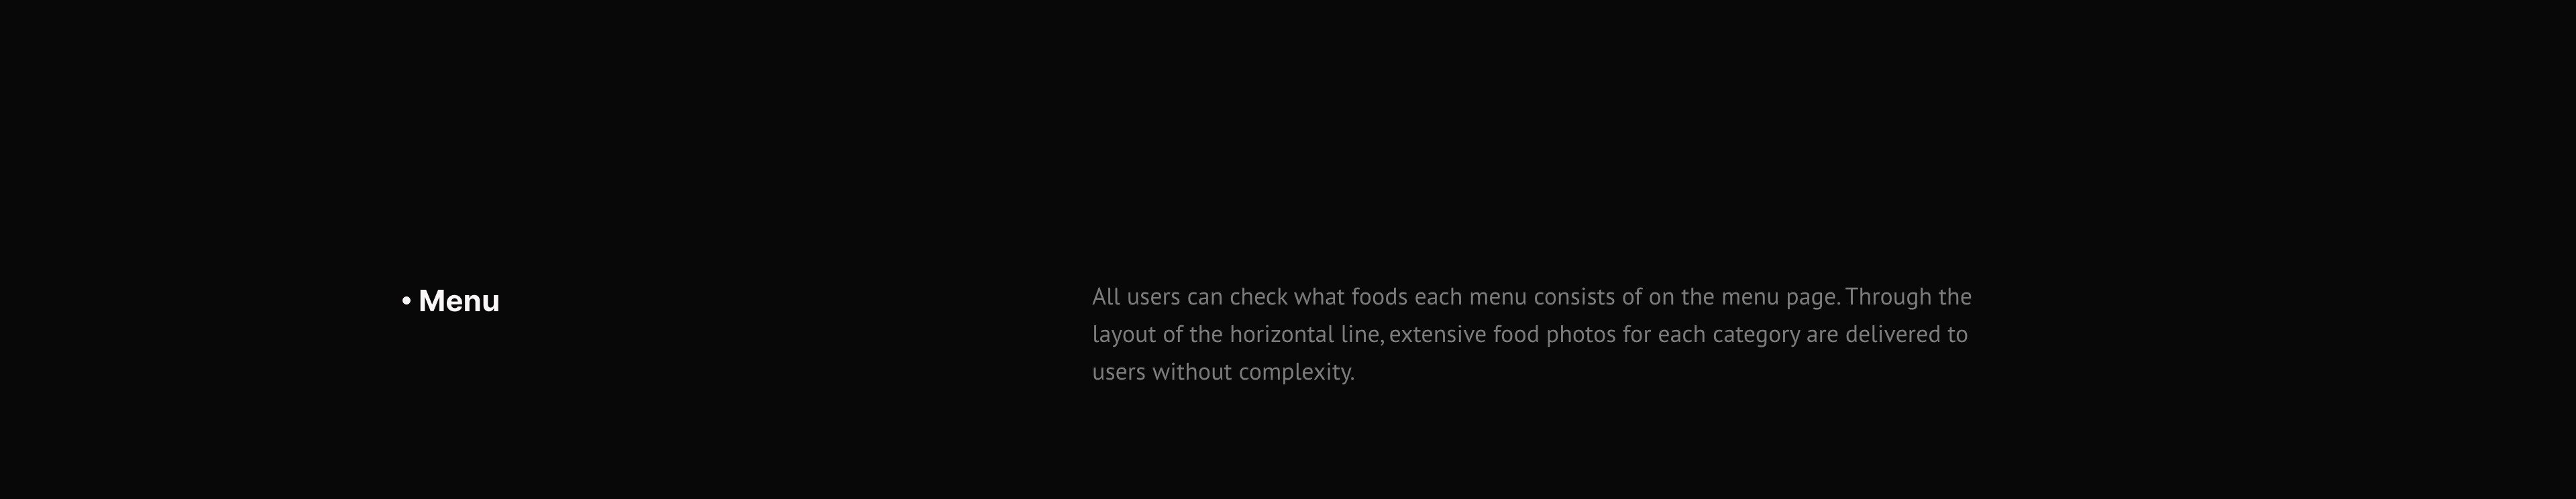 • Menu
All users can check what foods each menu consists of on the menu page. Through the
layout of the horizontal line, extensive food photos for each category are delivered to
users without complexity.